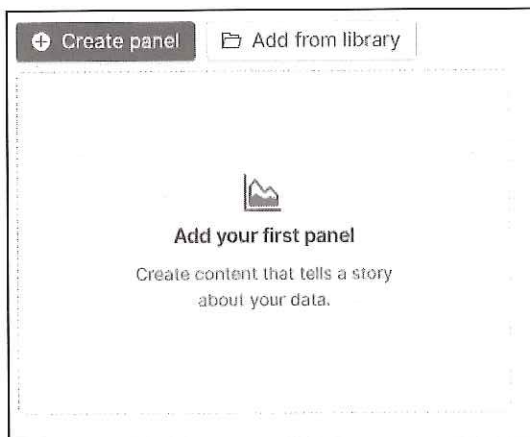 Create panel
Add from library
Add your first panel
Create content that tells a story
about your data.